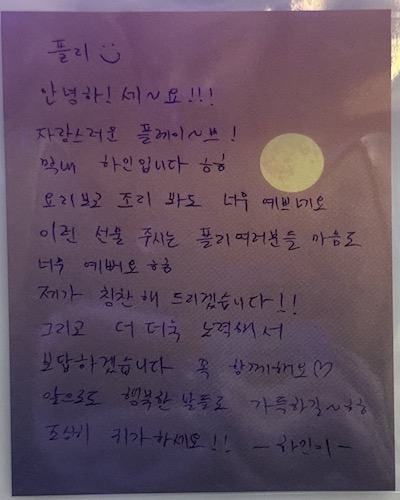 플리 ☺
안녕하!세~요!!!
자랑스러운 플레이~브!
막내 하민입니다 ㅎㅎ
요리보고 조리 봐도 너무 예쁘네요
이런 선물 주시는 플리여러분들 마음도
너무 예뻐요 ㅎㅎ
제가 칭찬해 드리겠습니다!!
그리고 더 더욱 노력해서
보답하겠습니다 꼭 함께해요♡
앞으로도 행복한 날들로 가득하길~ㅎㅎ
조심히 귀가하세요!! -하민이-